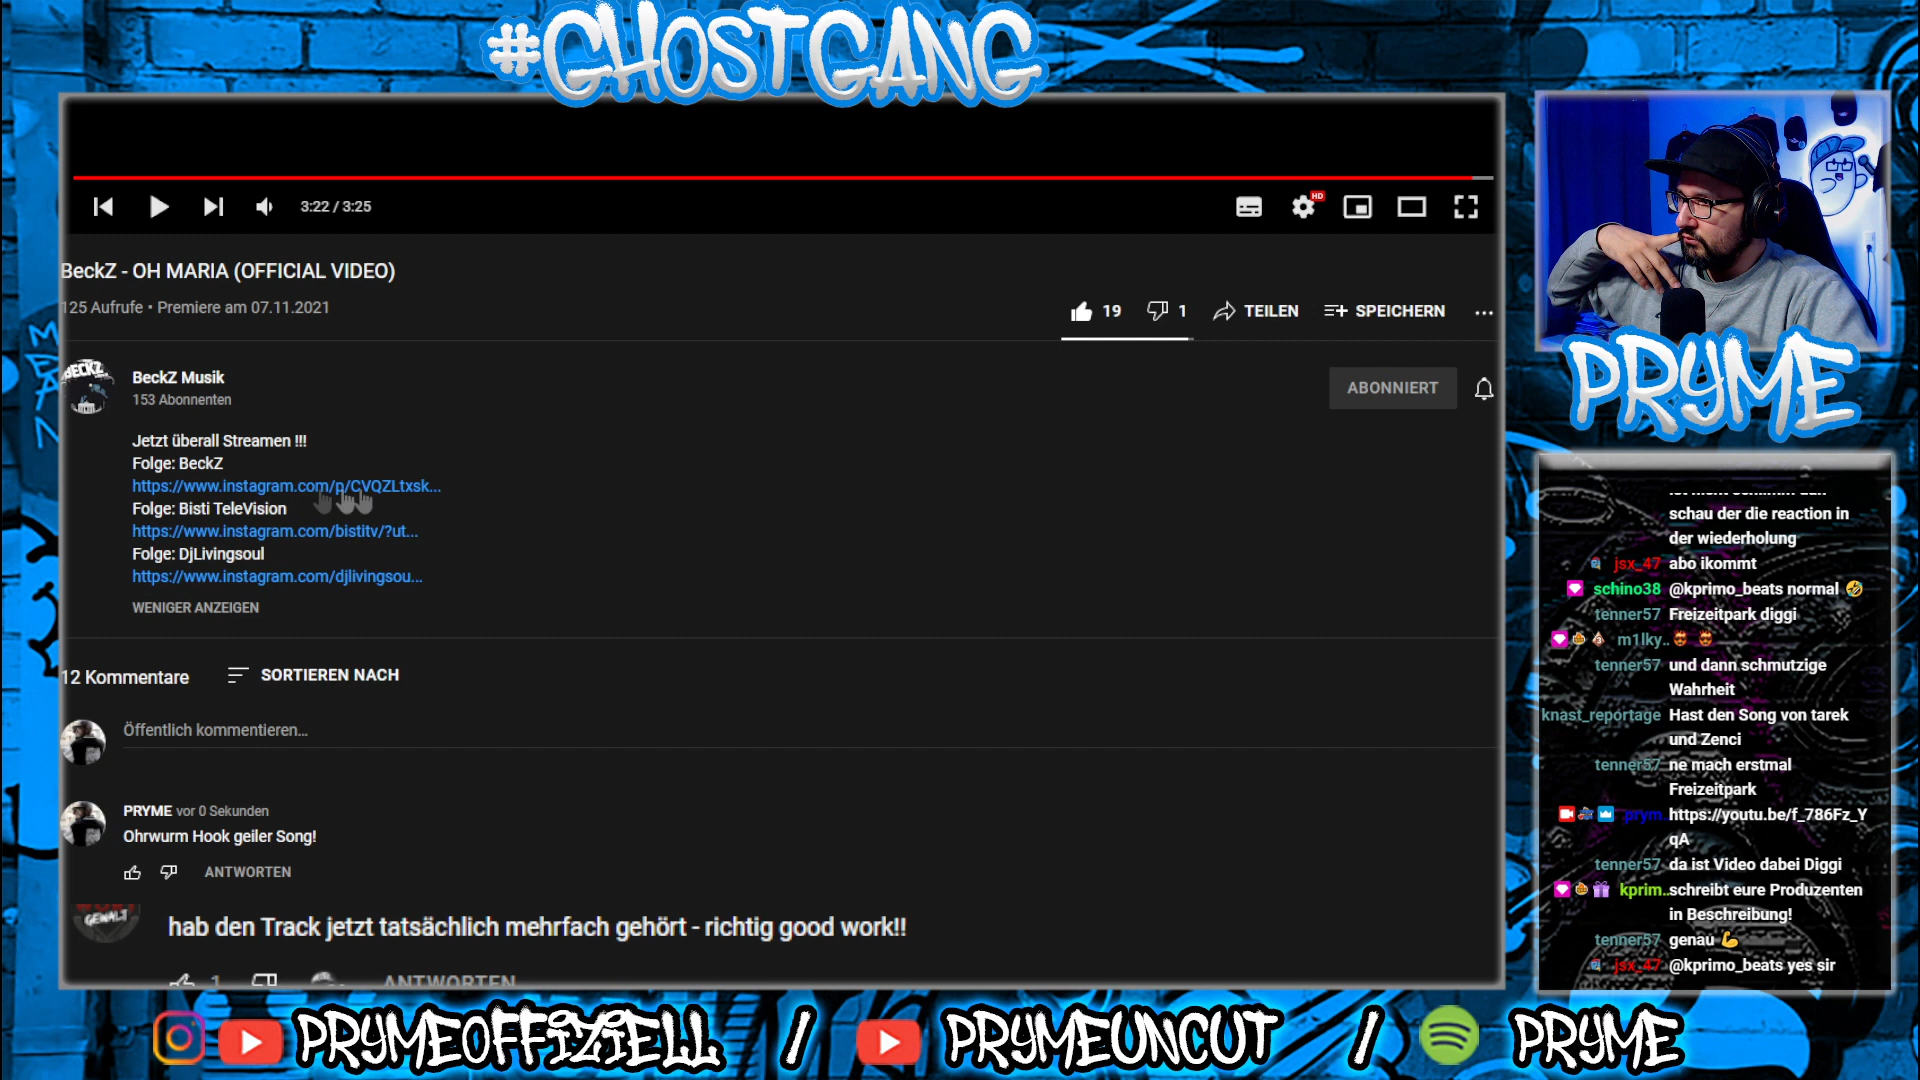 #GHOSTGANG
3:22 / 3:25
HD
BeckZ - OH MARIA (OFFICIAL VIDEO)
125 Aufrufe • Premiere am 07.11.2021
19
1
TEILEN
SPEICHERN
BECKZ
BeckZ Musik
153 Abonnenten
ABONNIERT
Jetzt überall Streamen !!!
Folge: BeckZ
https://www.instagram.com/p/CVQZLtxsk...
Folge: Bisti TeleVision
https://www.instagram.com/bistitv/?ut...
Folge: DjLivingsoul
https://www.instagram.com/djlivingsou...
WENIGER ANZEIGEN
12 Kommentare
SORTIEREN NACH
Öffentlich kommentieren...
PRYME vor 0 Sekunden
Ohrwurm Hook geiler Song!
ANTWORTEN
GEWALT
hab den Track jetzt tatsächlich mehrfach gehört - richtig good work!!
1
ANTWORTEN
PRYME
schau der die reaction in
der wiederholung
jsx_47 abo ikommt
schino38 @kprimo_beats normal
tenner57 Freizeitpark diggi
m1lky..
tenner57 und dann schmutzige
Wahrheit
knast_reportage Hast den Song von tarek
und Zenci
tenner57 ne mach erstmal
Freizeitpark
prym..https://youtu.be/f_786Fz_Y
qA
tenner57 da ist Video dabei Diggi
kprim..schreibt eure Produzenten
in Beschreibung!
tenner57 genau
jsx_47 @kprimo_beats yes sir
PRYMEOFFIZIELL / PRYMEUNCUT / PRYME